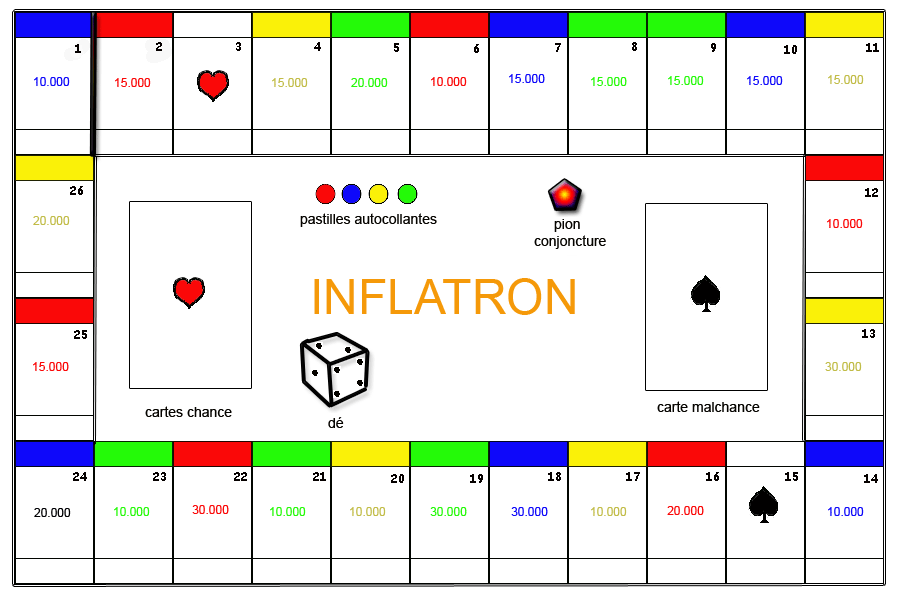 1 2 3 4 5 6 7 8 9 10 11
10.000 15.000 15.000 20.000 10.000 15.000 15.000 15.000 15.000 15.000
26 12
20.000 10.000
pastilles autocollantes
pion
conjoncture
INFLATRON
25 13
15.000 30.000
cartes chance
dé
carte malchance
24 23 22 21 20 19 18 17 16 15 14
20.000 10.000 30.000 10.000 10.000 30.000 30.000 10.000 20.000 10.000